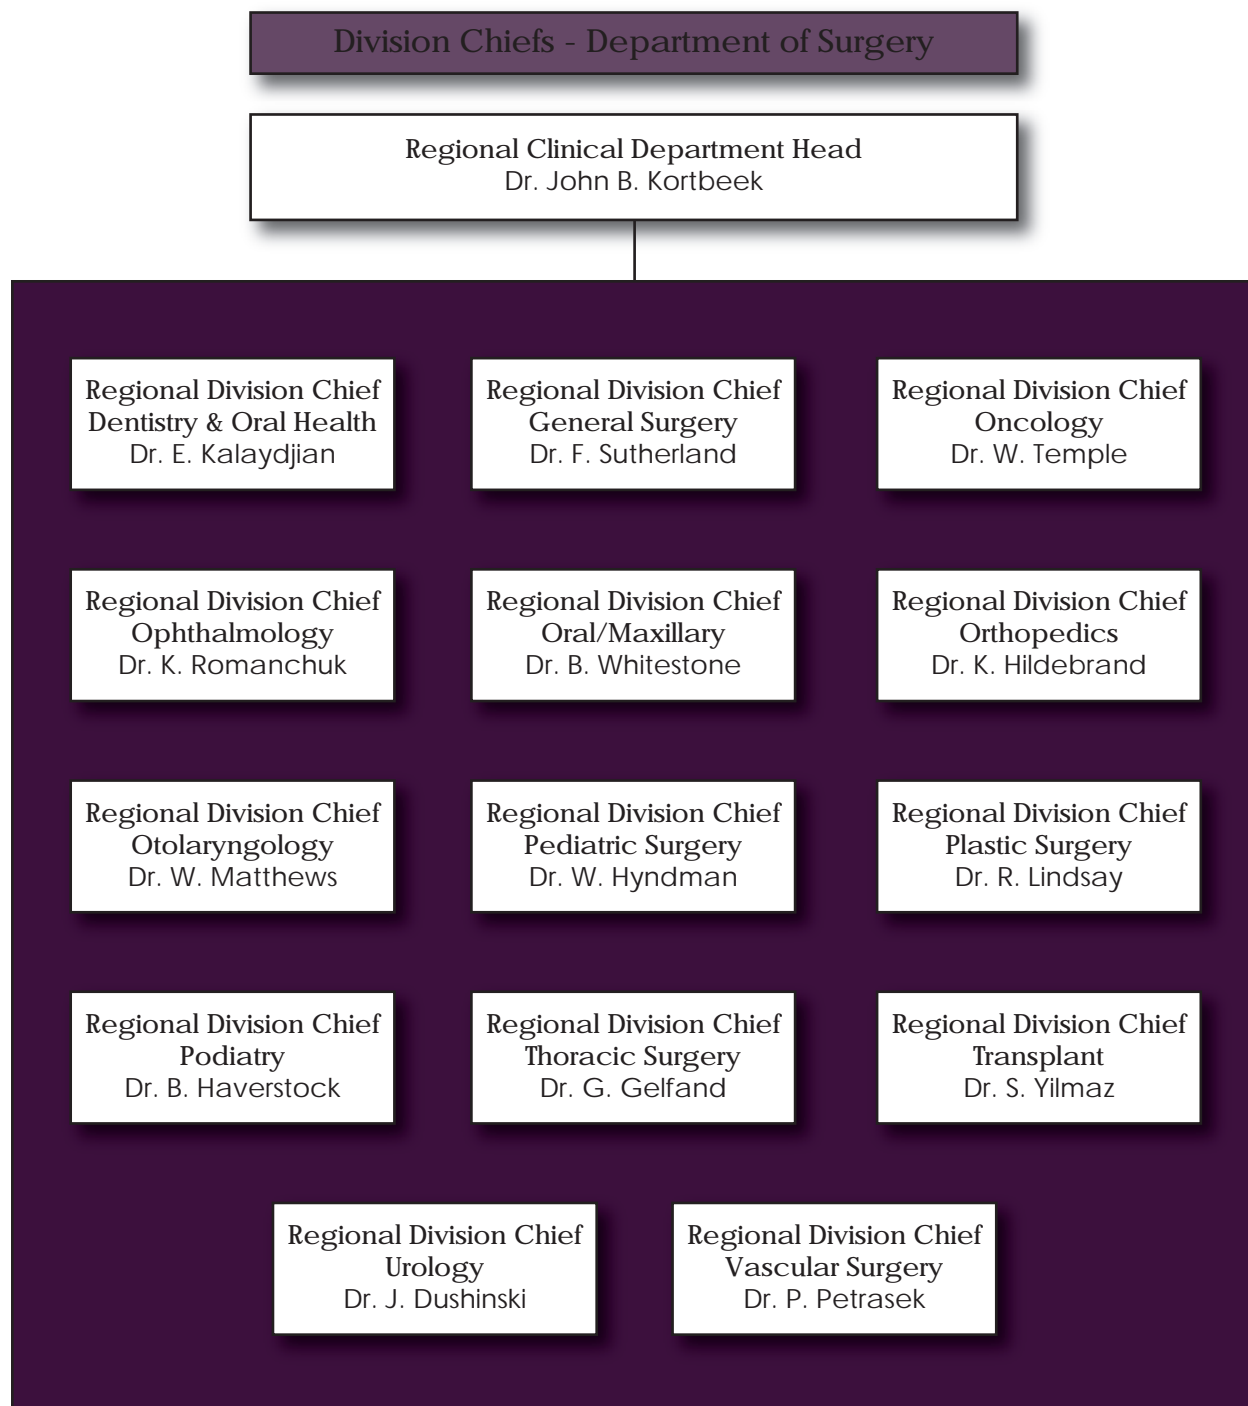 Division Chiefs - Department of Surgery
Regional Clinical Department Head
Dr. John B. Kortbeek
Regional Division Chief
Dentistry & Oral Health
Dr. E. Kalaydjian
Regional Division Chief
General Surgery
Dr. F. Sutherland
Regional Division Chief
Oncology
Dr. W. Temple
Regional Division Chief
Ophthalmology
Dr. K. Romanchuk
Regional Division Chief
Oral/Maxillary
Dr. B. Whitestone
Regional Division Chief
Orthopedics
Dr. K. Hildebrand
Regional Division Chief
Otolaryngology
Dr. W. Matthews
Regional Division Chief
Pediatric Surgery
Dr. W. Hyndman
Regional Division Chief
Plastic Surgery
Dr. R. Lindsay
Regional Division Chief
Podiatry
Dr. B. Haverstock
Regional Division Chief
Thoracic Surgery
Dr. G. Gelfand
Regional Division Chief
Transplant
Dr. S. Yilmaz
Regional Division Chief
Urology
Dr. J. Dushinski
Regional Division Chief
Vascular Surgery
Dr. P. Petrasek